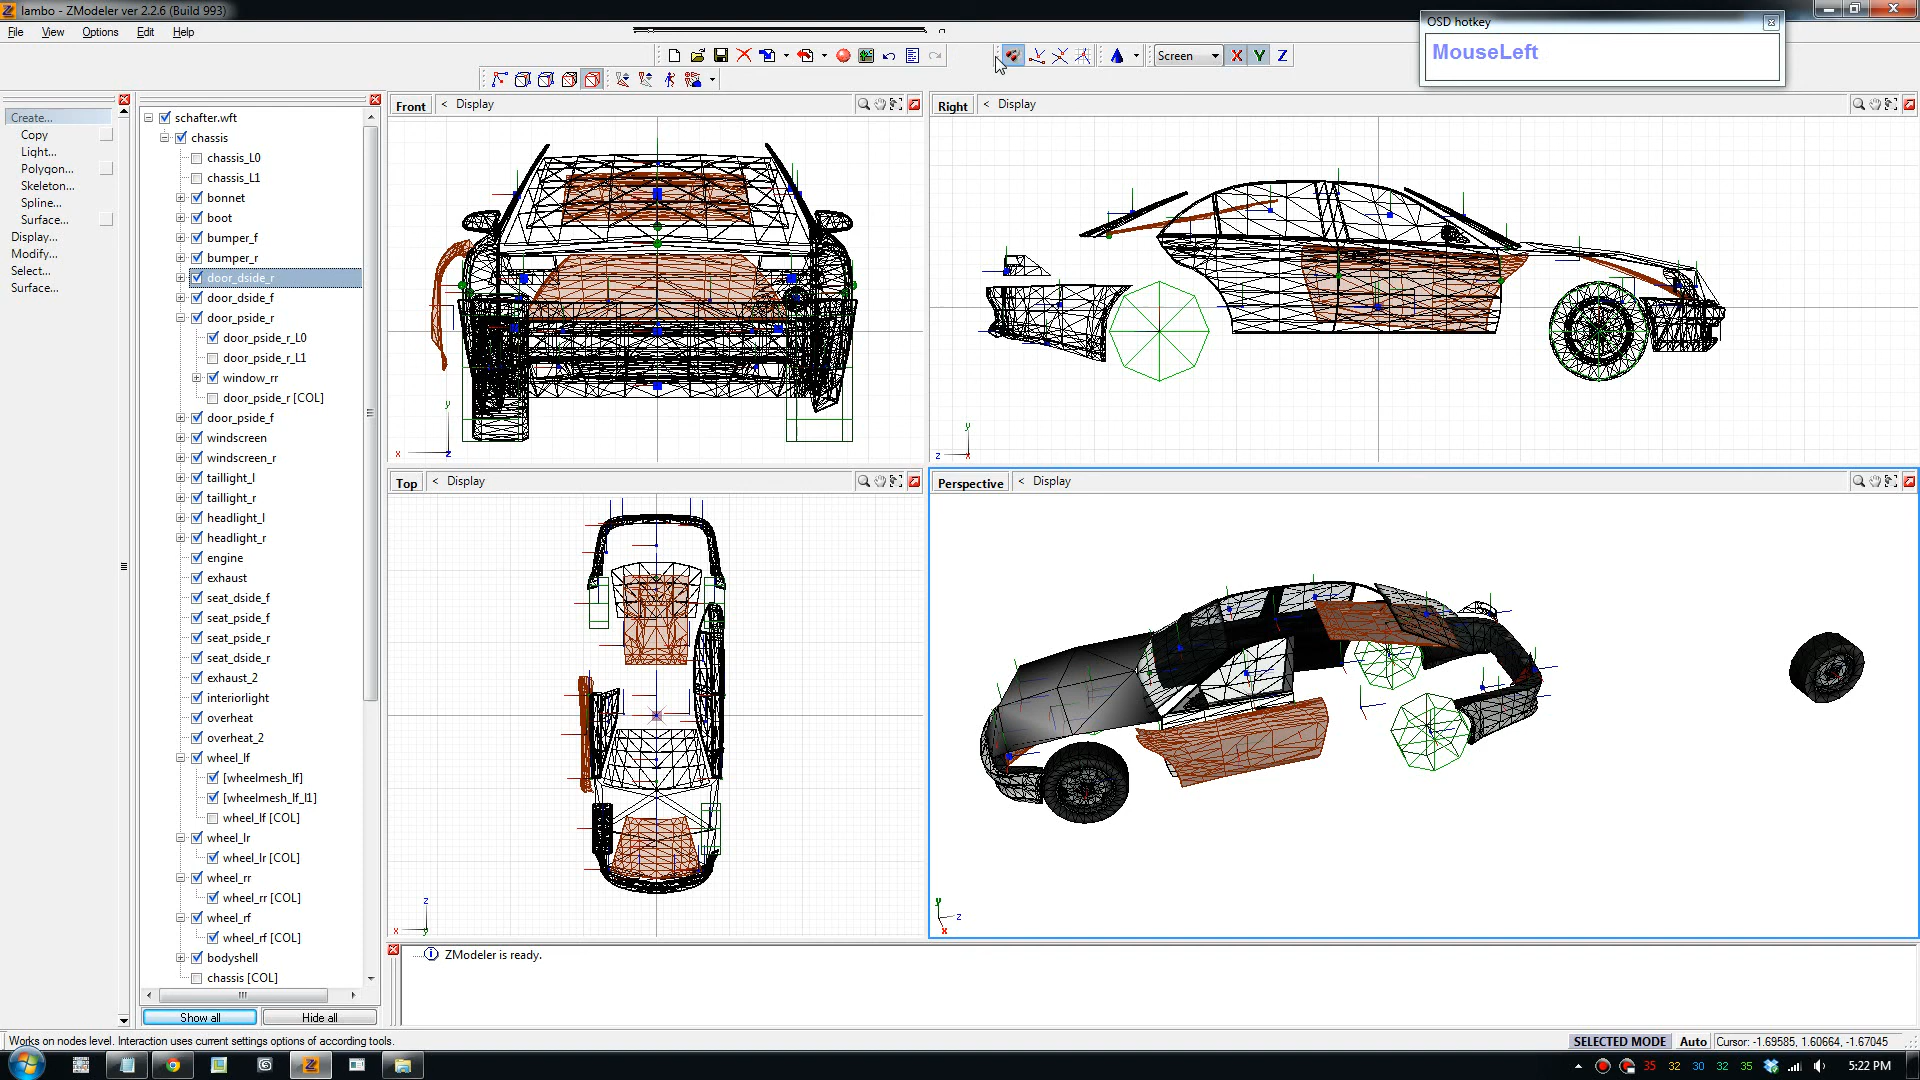 lambo - ZModeler ver 2.2.6 (Build 993)
File View Options Edit Help
OSD hotkey
MouseLeft
Screen X Y Z
Create...
Copy
Light...
Polygon...
Skeleton...
Spline...
Surface...
Display...
Modify...
Select...
Surface...
schafter.wft
chassis
chassis_L0
chassis_L1
bonnet
boot
bumper_f
bumper_r
door_dside_r
door_dside_f
door_pside_r
door_pside_r_L0
door_pside_r_L1
window_rr
door_pside_r [COL]
door_pside_f
windscreen
windscreen_r
taillight_l
taillight_r
headlight_l
headlight_r
engine
exhaust
seat_dside_f
seat_pside_f
seat_pside_r
seat_dside_r
exhaust_2
interiorlight
overheat
overheat_2
wheel_lf
[wheelmesh_lf]
[wheelmesh_lf_l1]
wheel_lf [COL]
wheel_lr
wheel_lr [COL]
wheel_rr
wheel_rr [COL]
wheel_rf
wheel_rf [COL]
bodyshell
chassis [COL]
Show all Hide all
Front < Display
y
x z
Right < Display
y
z x
Top < Display
z
x y
Perspective < Display
y
z
x
ZModeler is ready.
Works on nodes level. Interaction uses current settings options of according tools.
SELECTED MODE Auto Cursor: -1.69585, 1.60664, -1.67045
35 32 30 32 35 5:22 PM